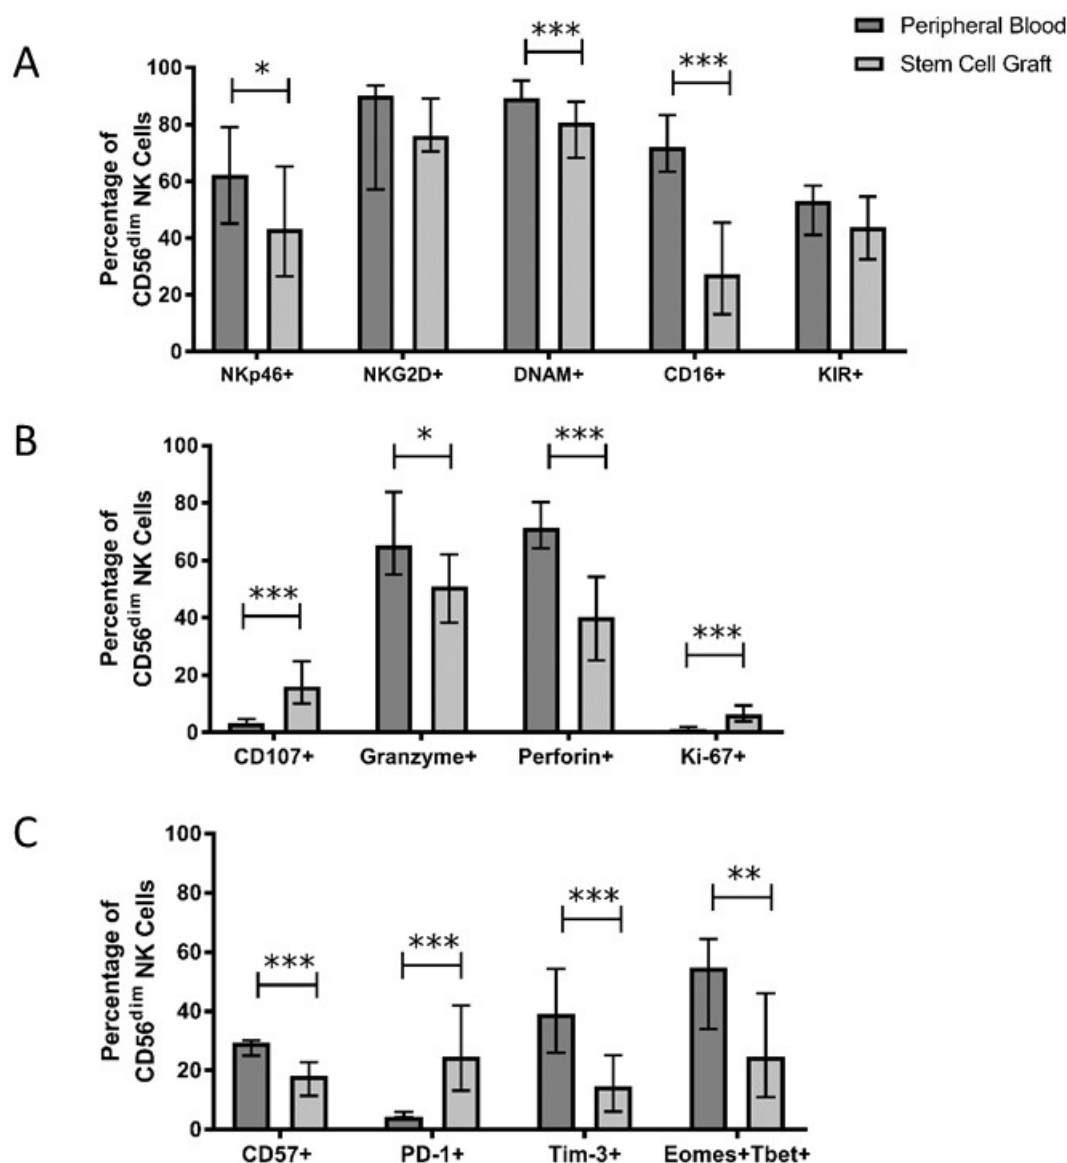 Peripheral Blood
Stem Cell Graft
A
Percentage of
CD56dim NK Cells
100
80
60
40
20
0
*
***
***
NKp46+ NKG2D+ DNAM+ CD16+ KIR+
B
Percentage of
CD56dim NK Cells
100
80
60
40
20
0
***
*
***
***
CD107+ Granzyme+ Perforin+ Ki-67+
C
Percentage of
CD56dim NK Cells
100
80
60
40
20
0
***
***
***
**
CD57+ PD-1+ Tim-3+ Eomes+Tbet+